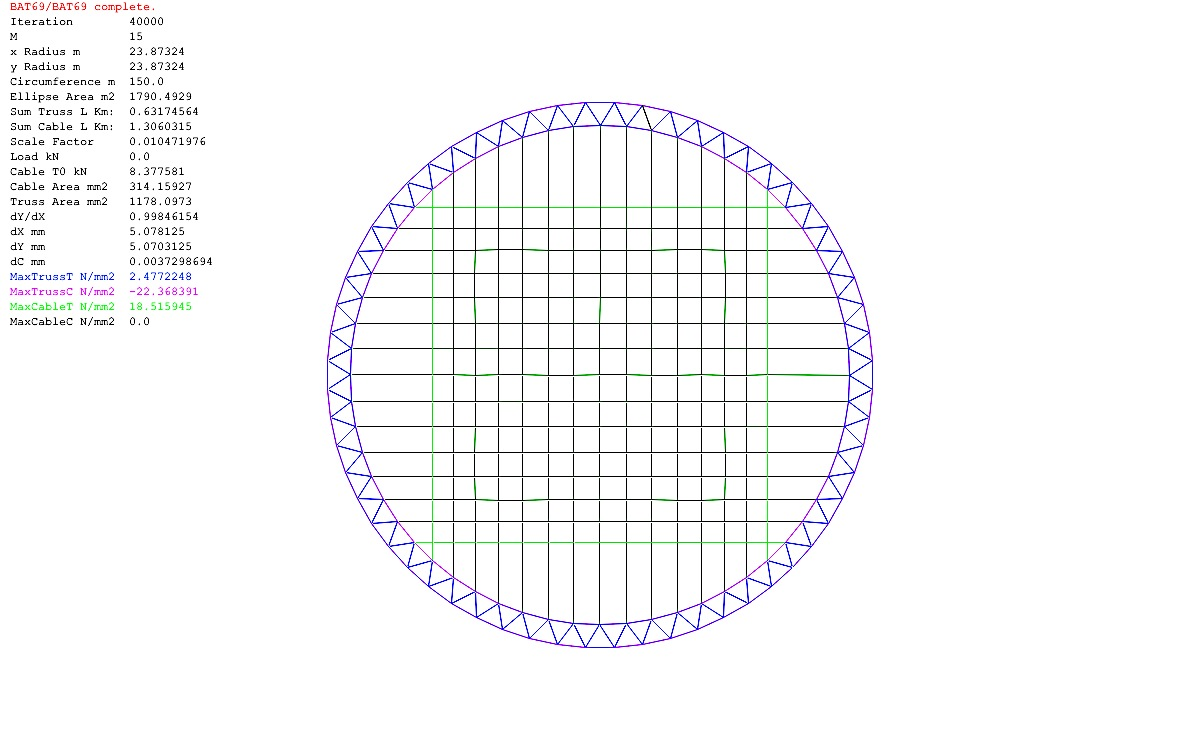 BAT69/BAT69 complete.
Iteration 40000
M 15
x Radius m 23.87324
y Radius m 23.87324
Circumference m 150.0
Ellipse Area m2 1790.4929
Sum Truss L Km: 0.63174564
Sum Cable L Km: 1.3060315
Scale Factor 0.010471976
Load kN 0.0
Cable T0 kN 8.377581
Cable Area mm2 314.15927
Truss Area mm2 1178.0973
dY/dX 0.99846154
dX mm 5.078125
dY mm 5.0703125
dC mm 0.0037298694
MaxTrussT N/mm2 2.4772248
MaxTrussC N/mm2 -22.368391
MaxCableT N/mm2 18.515945
MaxCableC N/mm2 0.0